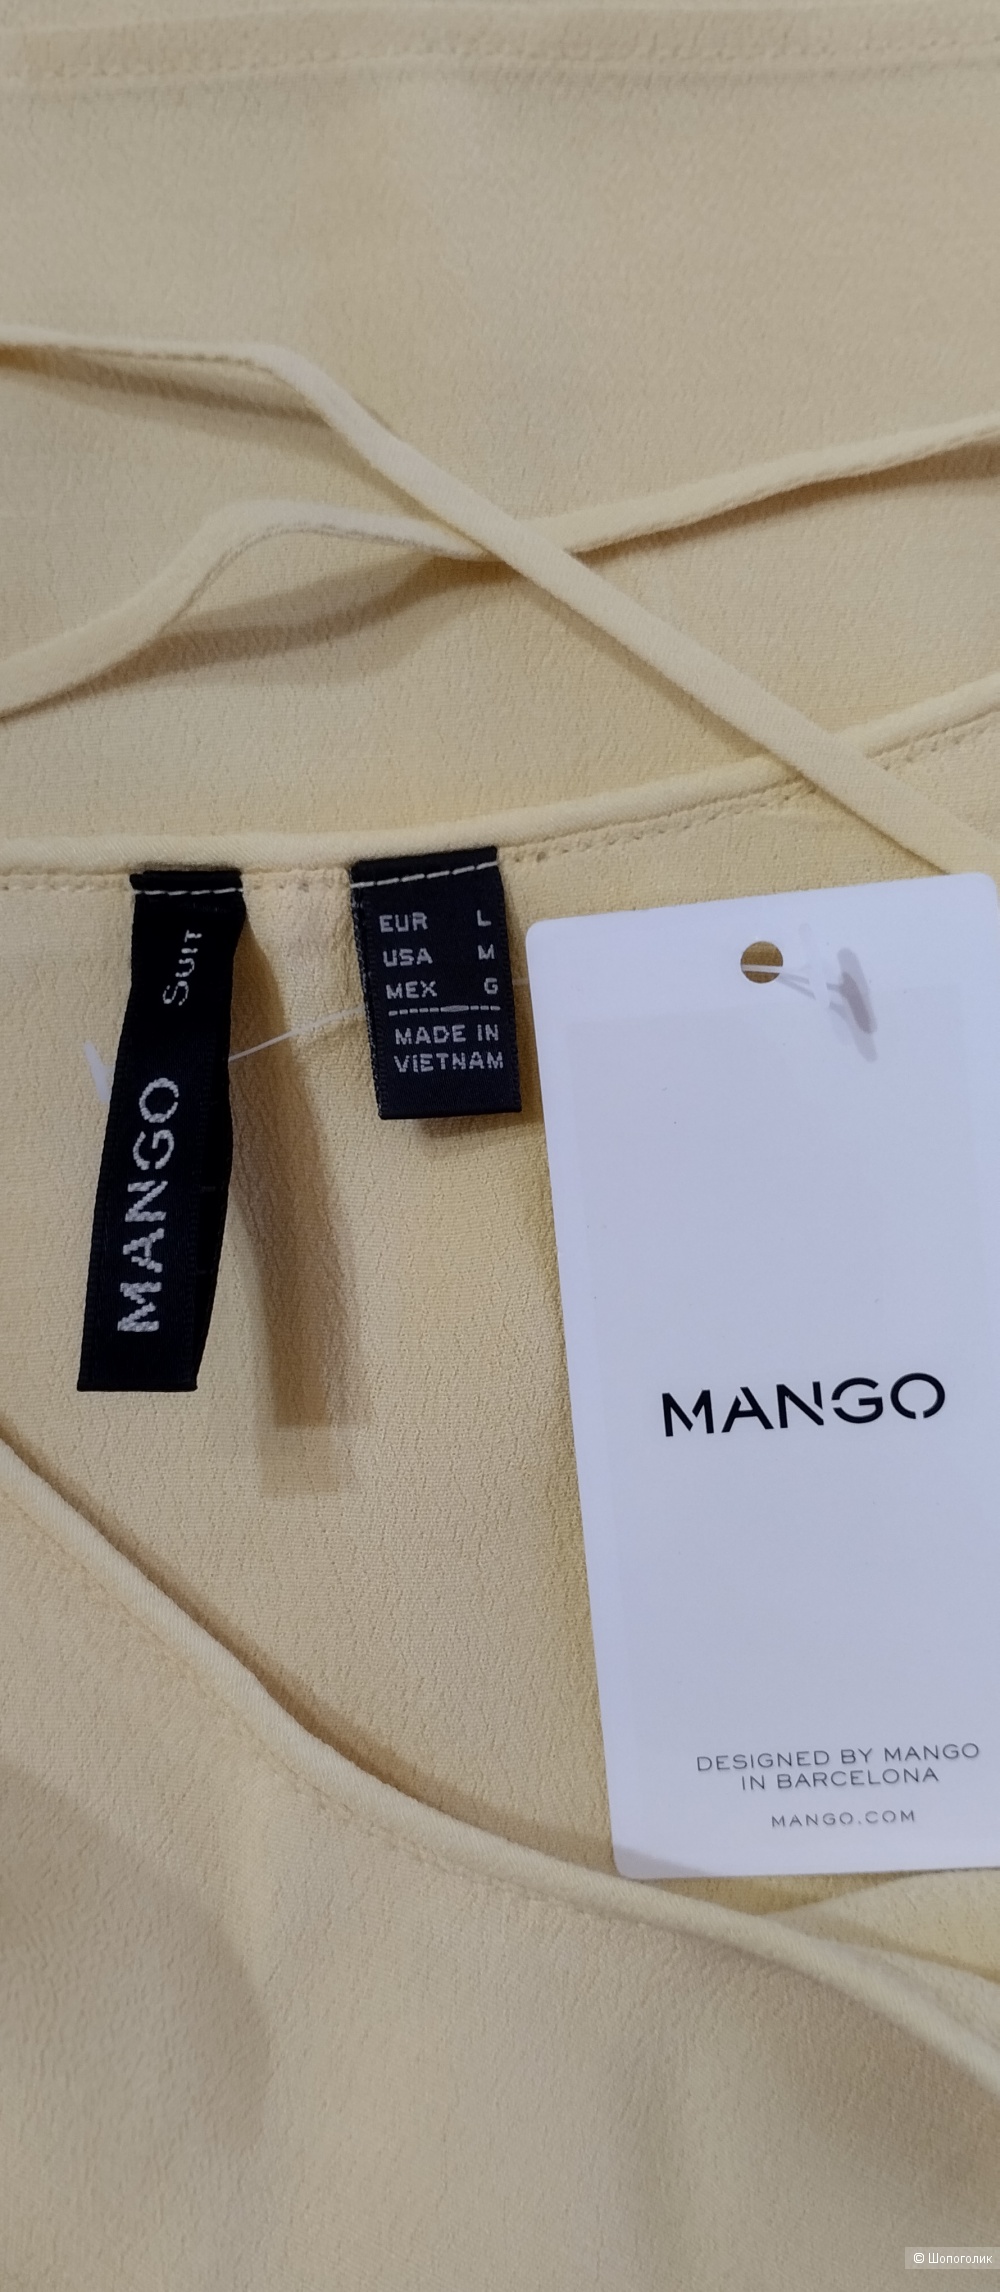 MANGO Suit
EUR L
USA M
MEX G
MADE IN
VIETNAM
MANGO
DESIGNED BY MANGO
IN BARCELONA
MANGO.COM
© Шопоголик